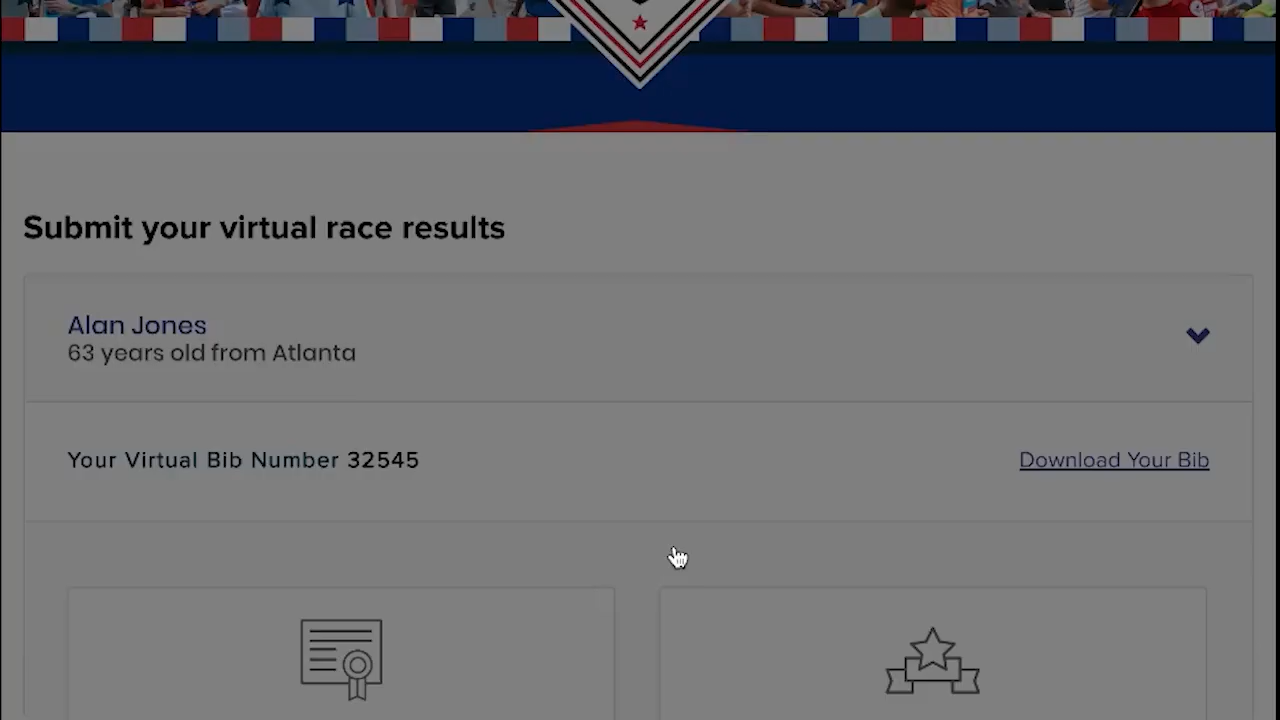 Submit your virtual race results
Alan Jones
63 years old from Atlanta
Your Virtual Bib Number 32545
Download Your Bib